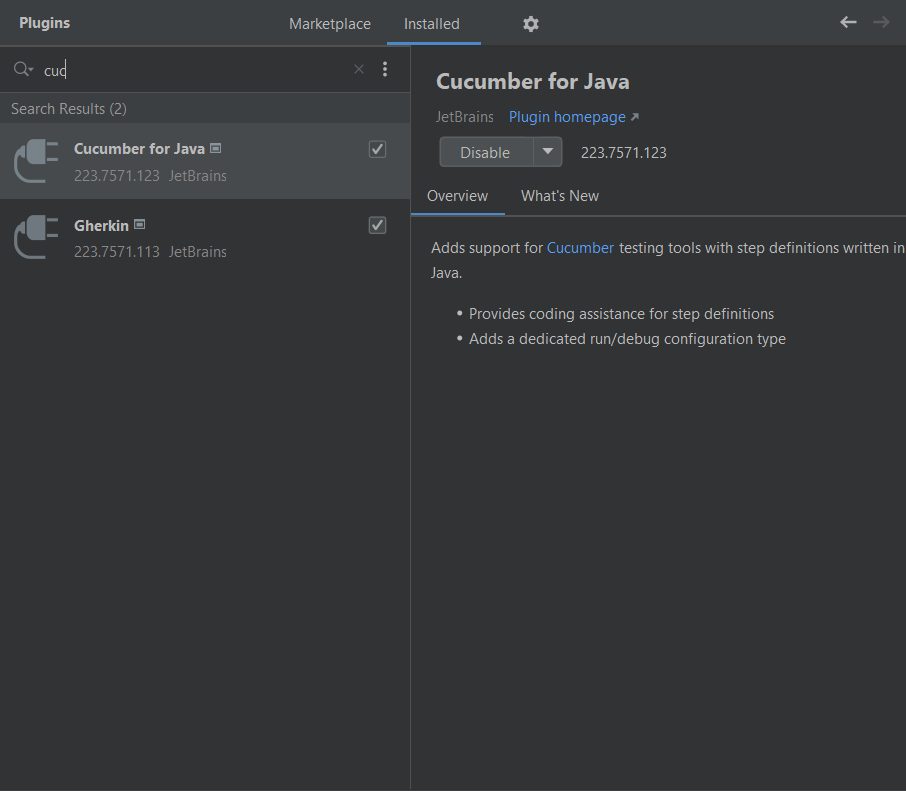 Plugins
Marketplace
Installed
cuc
Search Results (2)
Cucumber for Java
223.7571.123 JetBrains
Gherkin
223.7571.113 JetBrains
Cucumber for Java
JetBrains Plugin homepage
Disable
223.7571.123
Overview
What's New
Adds support for Cucumber testing tools with step definitions written in
Java.
• Provides coding assistance for step definitions
• Adds a dedicated run/debug configuration type